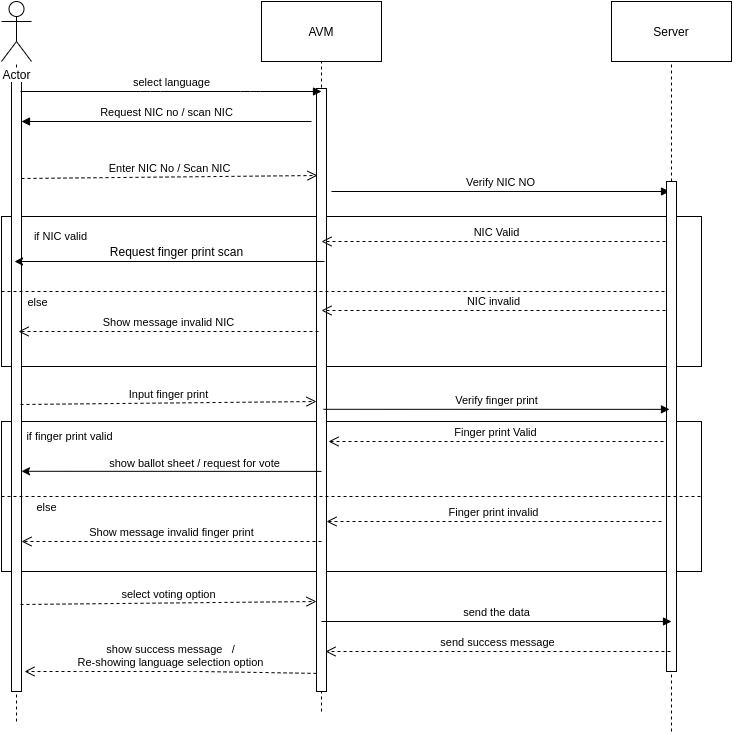 AVM
Server
Actor
select language
Request NIC no / scan NIC
Enter NIC No / Scan NIC
Verify NIC NO
if NIC valid
NIC Valid
Request finger print scan
else
NIC invalid
Show message invalid NIC
Input finger print
Verify finger print
if finger print valid
Finger print Valid
show ballot sheet / request for vote
else
Finger print invalid
Show message invalid finger print
select voting option
send the data
send success message
show success message /
Re-showing language selection option